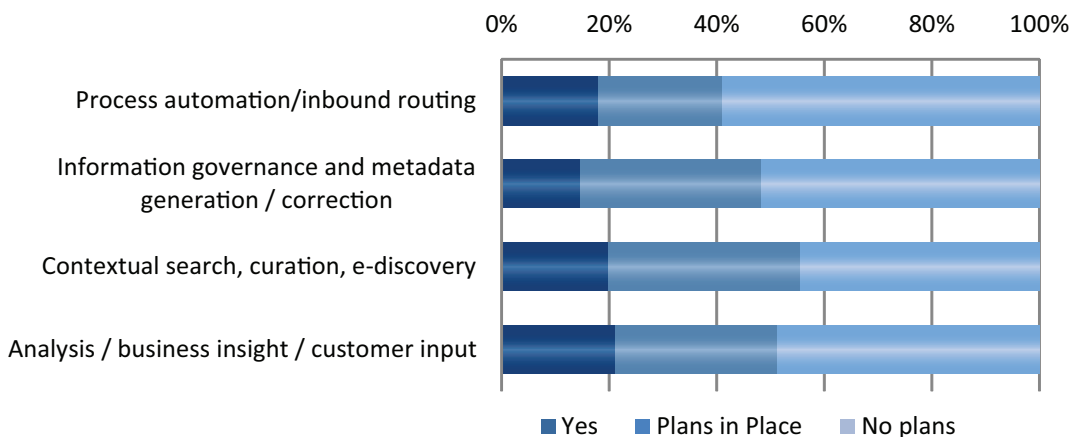 0% 20% 40% 60% 80% 100%
Process automation/inbound routing
Information governance and metadata
generation / correction
Contextual search, curation, e-discovery
Analysis / business insight / customer input
Yes Plans in Place No plans